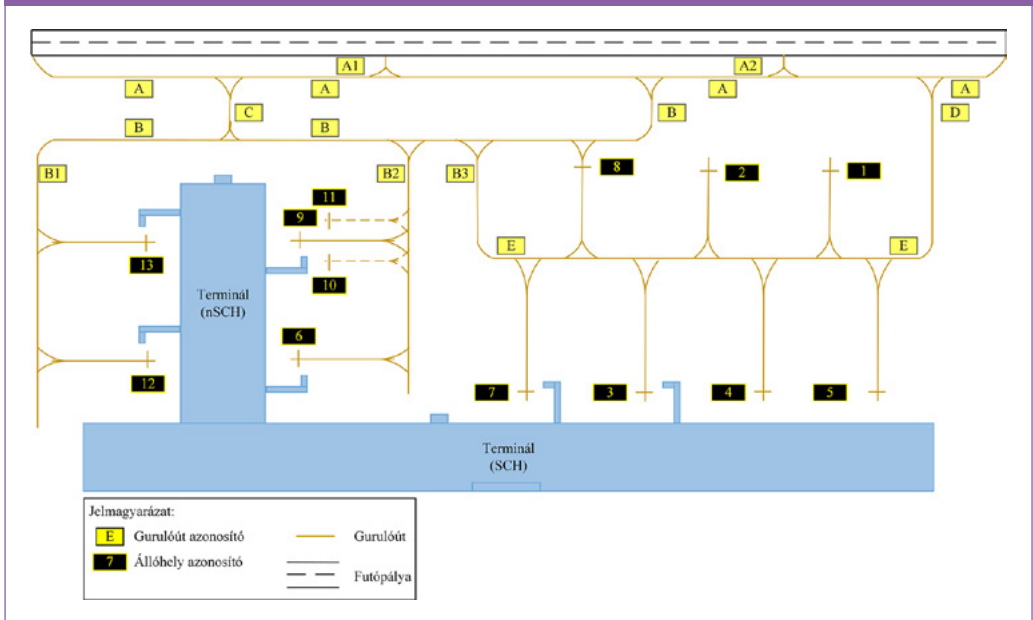 A1
A2
A
A
A
A
C
B
D
B
B
B1
B2
B3
8
2
1
11
9
13
10
E
E
Terminál
(nSCH)
6
12
7
3
4
5
Terminál
(SCH)
Jelmagyarázat:
E Gurulóút azonosító
Gurulóút
7 Állóhely azonosító
Futópálya